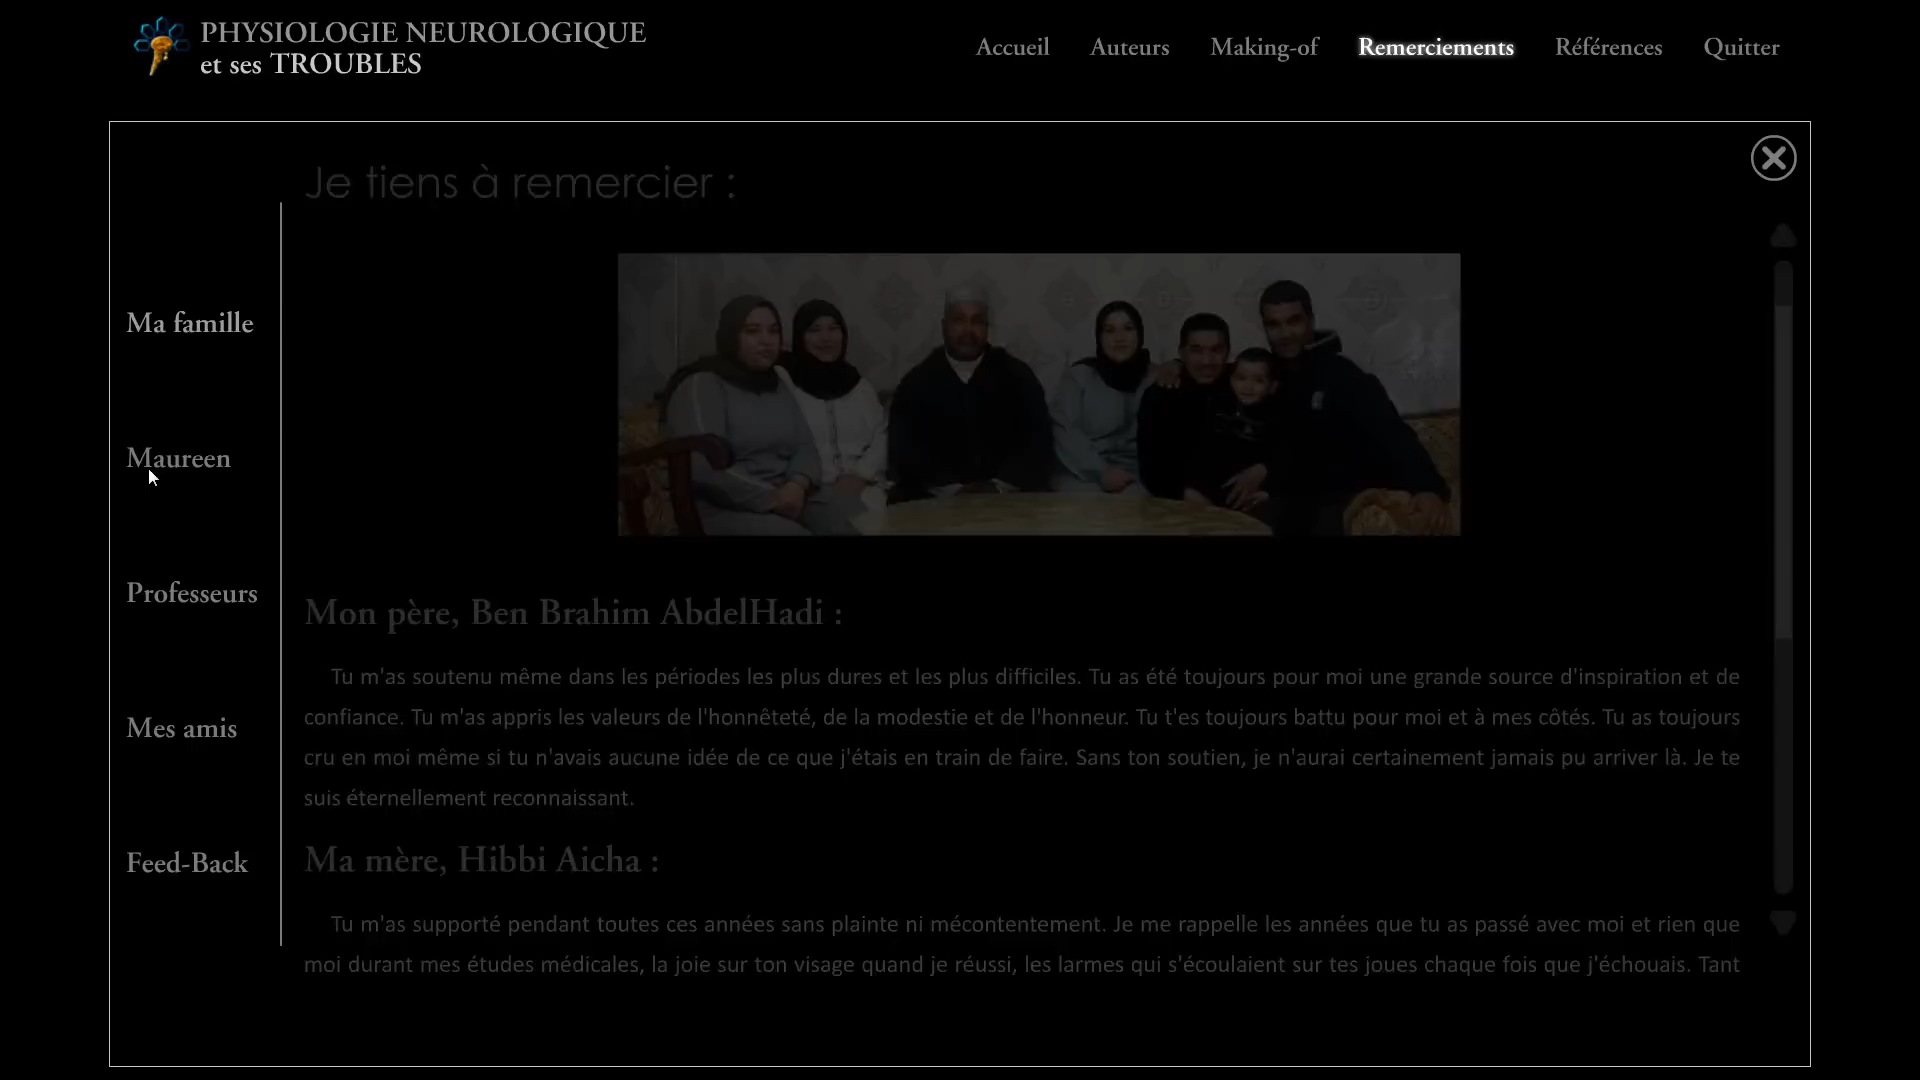 PHYSIOLOGIE NEUROLOGIQUE
et ses TROUBLES
Accueil
Auteurs
Making-of
Remerciements
Références
Quitter
Je tiens à remercier :
Ma famille
Maureen
Professeurs
Mes amis
Feed-Back
Mon père, Ben Brahim AbdelHadi :
Tu m'as soutenu même dans les périodes les plus dures et les plus difficiles. Tu as été toujours pour moi une grande source d'inspiration et de
confiance. Tu m'as appris les valeurs de l'honnêteté, de la modestie et de l'honneur. Tu t'es toujours battu pour moi et à mes côtés. Tu as toujours
cru en moi même si tu n'avais aucune idée de ce que j'étais en train de faire. Sans ton soutien, je n'aurai certainement jamais pu arriver là. Je te
suis éternellement reconnaissant.
Ma mère, Hibbi Aicha :
Tu m'as supporté pendant toutes ces années sans plainte ni mécontentement. Je me rappelle les années que tu as passé avec moi et rien que
moi durant mes études médicales, la joie sur ton visage quand je réussi, les larmes qui s'écoulaient sur tes joues chaque fois que j'échouais. Tant